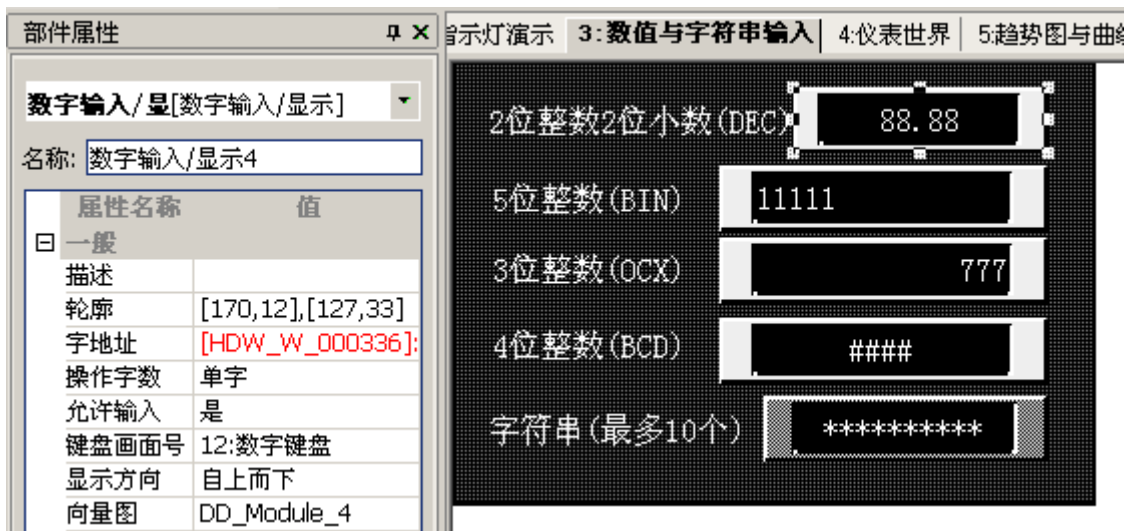 部件属性
指示灯演示 3:数值与字符串输入 4:仪表世界 5:趋势图与曲线
数字输入/显[数字输入/显示]
名称: 数字输入/显示4
属性名称 值
一般
描述
轮廓 [170,12],[127,33]
字地址 [HDW_W_000336]:
操作字数 单字
允许输入 是
键盘画面号 12:数字键盘
显示方向 自上而下
向量图 DD_Module_4
2位整数2位小数(DEC) 88.88
5位整数(BIN) 11111
3位整数(OCX) 777
4位整数(BCD) ####
字符串(最多10个) **********